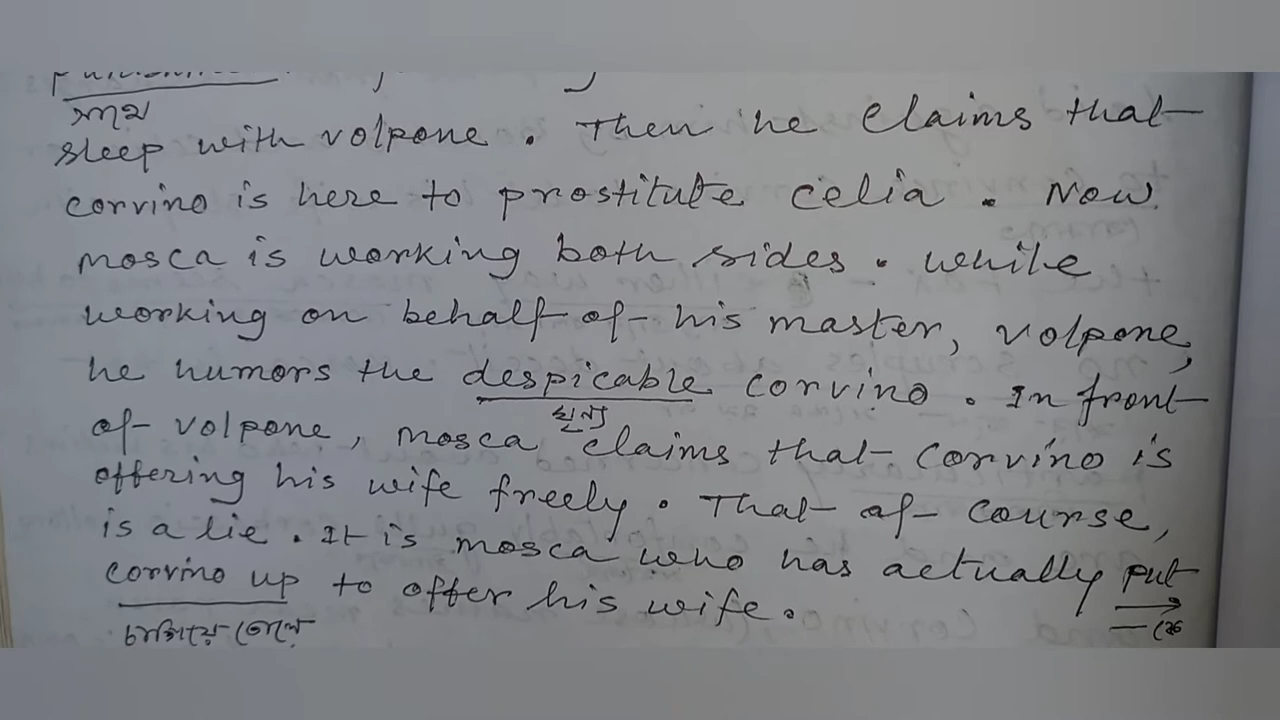 sleep with volpone. Then he claims that
corvino is here to prostitute celia. Now
mosca is working both sides. while
working on behalf of his master, volpone,
he humors the despicable corvino. In front
ঘৃন্য
of volpone, mosca claims that corvino is
offering his wife freely. That of course,
is a lie. It is mosca who has actually put
corvino up to offer his wife.